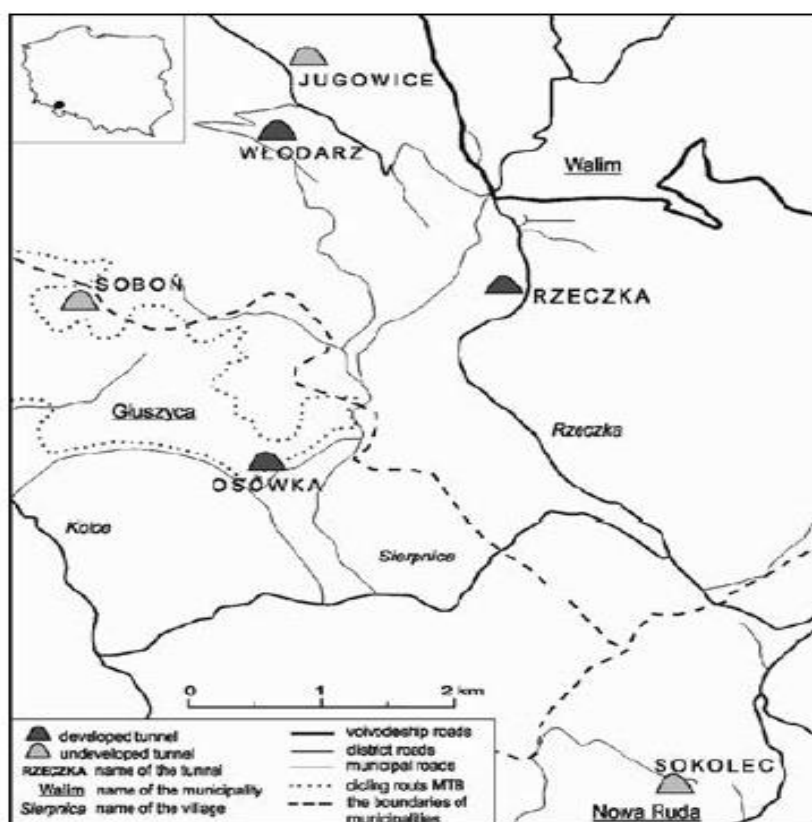 JUGOWICE
WŁODARZ
Walim
SOBOŃ
RZECZKA
Głuszyca
Rzeczka
OSÓWKA
Kolce
Sierpnica
0 1 2 km
developed tunnel
undeveloped tunnel
RZECZKA name of the tunnel
Walim name of the municipality
Sierpnica name of the village
voivodeship roads
district roads
municipal roads
cicling routs MTB
the boundaries of
municipalities
SOKOLEC
Nowa Ruda